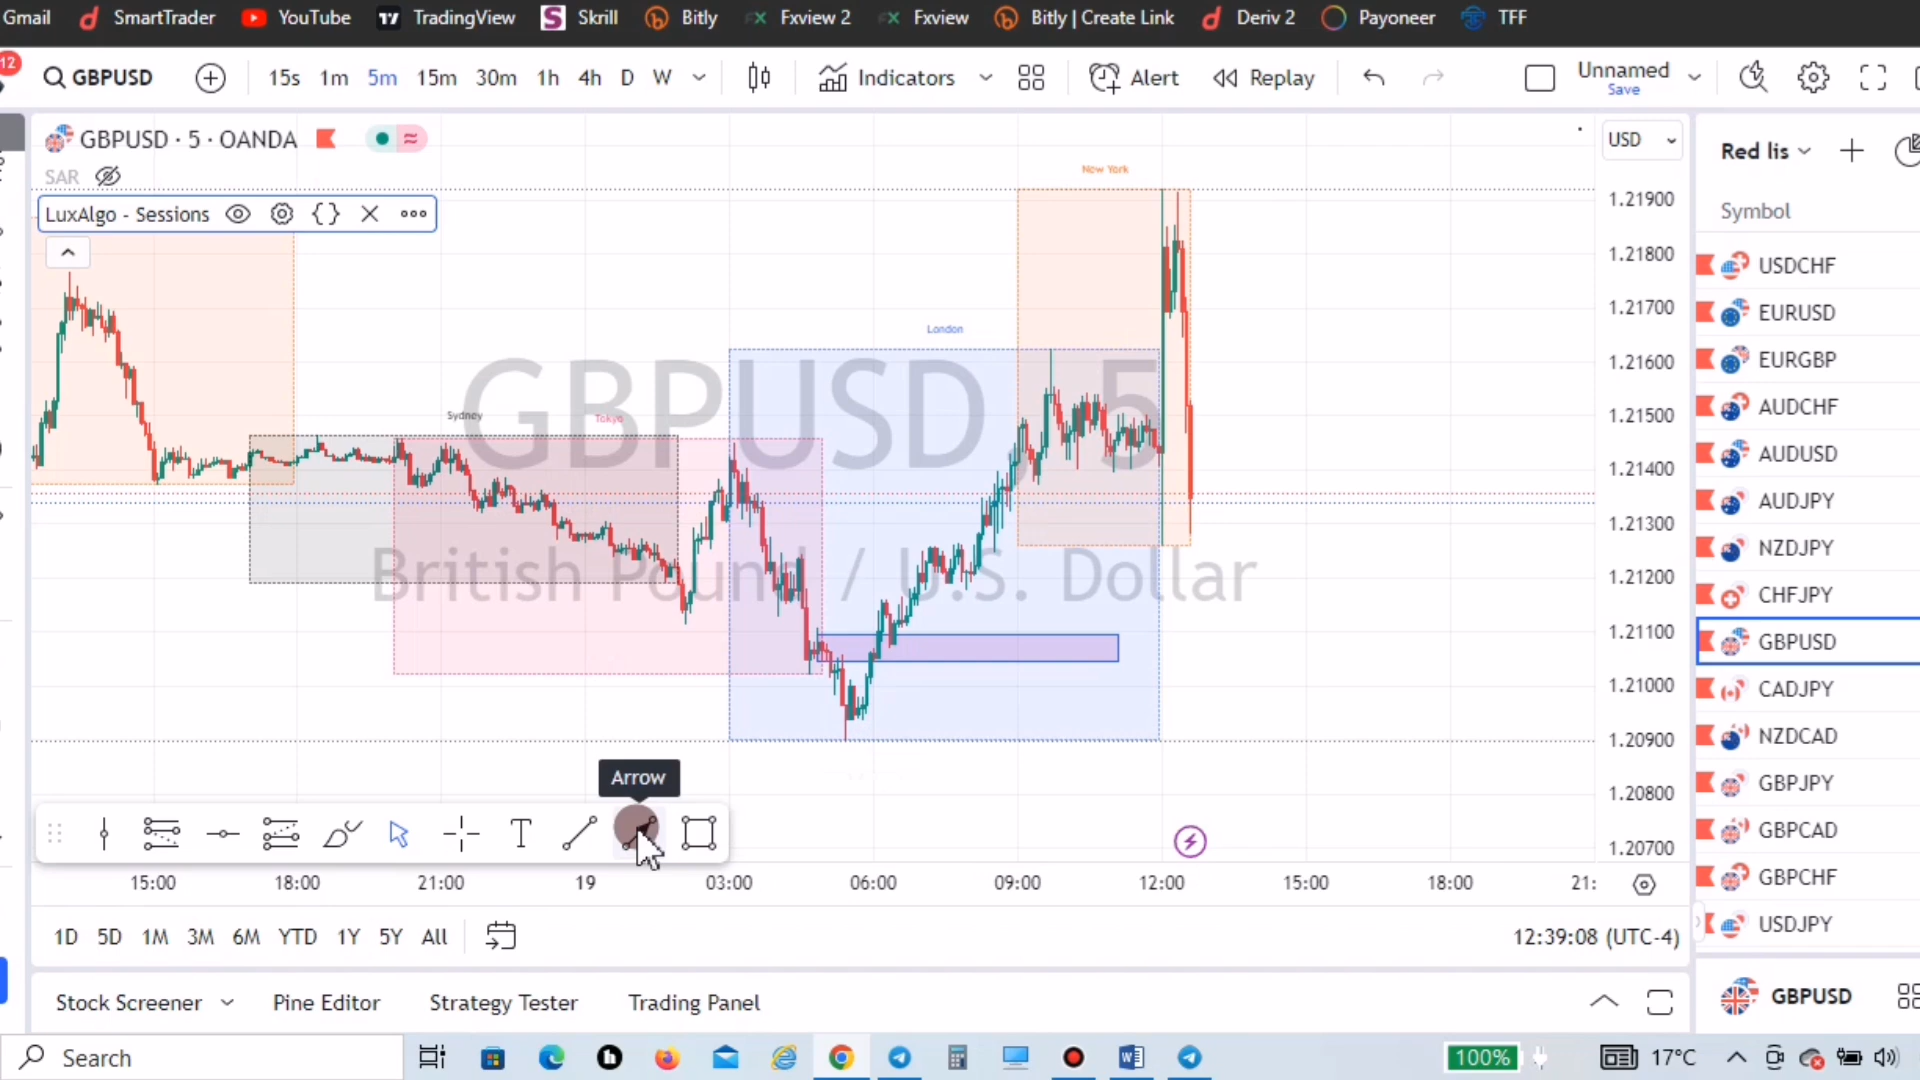 Gmail SmartTrader YouTube TradingView Skrill Bitly Fxview 2 Fxview Bitly | Create Link Deriv 2 Payoneer TFF
12
GBPUSD 15s 1m 5m 15m 30m 1h 4h D W Indicators Alert Replay Unnamed
Save
GBPUSD · 5 · OANDA
USD
Red lis
SAR
New York
LuxAlgo - Sessions
Symbol
London
Sydney
Tokyo
GBPUSD, 5
British Pound / U.S. Dollar
1.21900
1.21800
1.21700
1.21600
1.21500
1.21400
1.21300
1.21200
1.21100
1.21000
1.20900
1.20800
1.20700
USDCHF
EURUSD
EURGBP
AUDCHF
AUDUSD
AUDJPY
NZDJPY
CHFJPY
GBPUSD
CADJPY
NZDCAD
GBPJPY
GBPCAD
GBPCHF
USDJPY
Arrow
T
15:00 18:00 21:00 19 03:00 06:00 09:00 12:00 15:00 18:00 21:
1D 5D 1M 3M 6M YTD 1Y 5Y All
12:39:08 (UTC-4)
Stock Screener Pine Editor Strategy Tester Trading Panel
GBPUSD
Search
100%
17°C